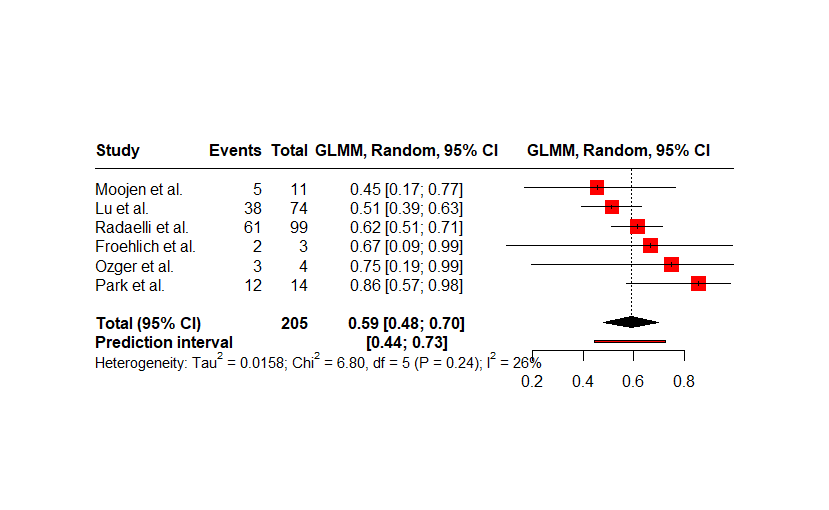 Study Events Total GLMM, Random, 95% CI GLMM, Random, 95% CI
Moojen et al. 5 11 0.45 [0.17; 0.77]
Lu et al. 38 74 0.51 [0.39; 0.63]
Radaelli et al. 61 99 0.62 [0.51; 0.71]
Froehlich et al. 2 3 0.67 [0.09; 0.99]
Ozger et al. 3 4 0.75 [0.19; 0.99]
Park et al. 12 14 0.86 [0.57; 0.98]
Total (95% CI) 205 0.59 [0.48; 0.70]
Prediction interval [0.44; 0.73]
Heterogeneity: Tau² = 0.0158; Chi² = 6.80, df = 5 (P = 0.24); I² = 26%
0.2 0.4 0.6 0.8